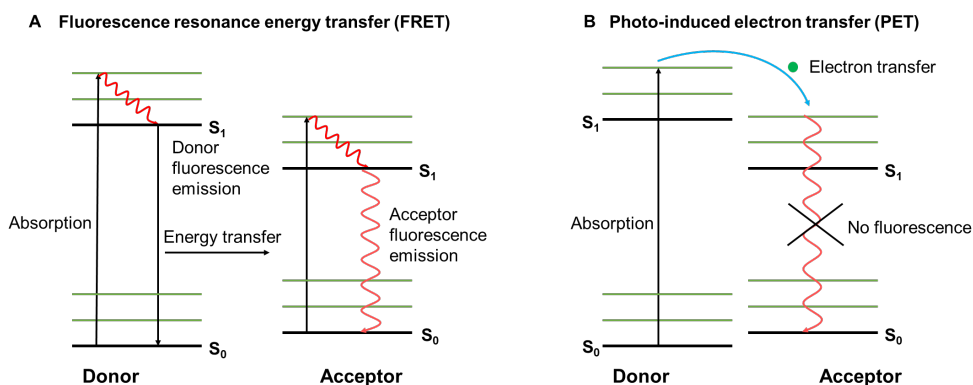 A Fluorescence resonance energy transfer (FRET)
S1
Donor
fluorescence
emission
Absorption
Energy transfer
S1
Acceptor
fluorescence
emission
S0
S0
Donor
Acceptor
B Photo-induced electron transfer (PET)
Electron transfer
S1
S1
Absorption
No fluorescence
S0
S0
Donor
Acceptor